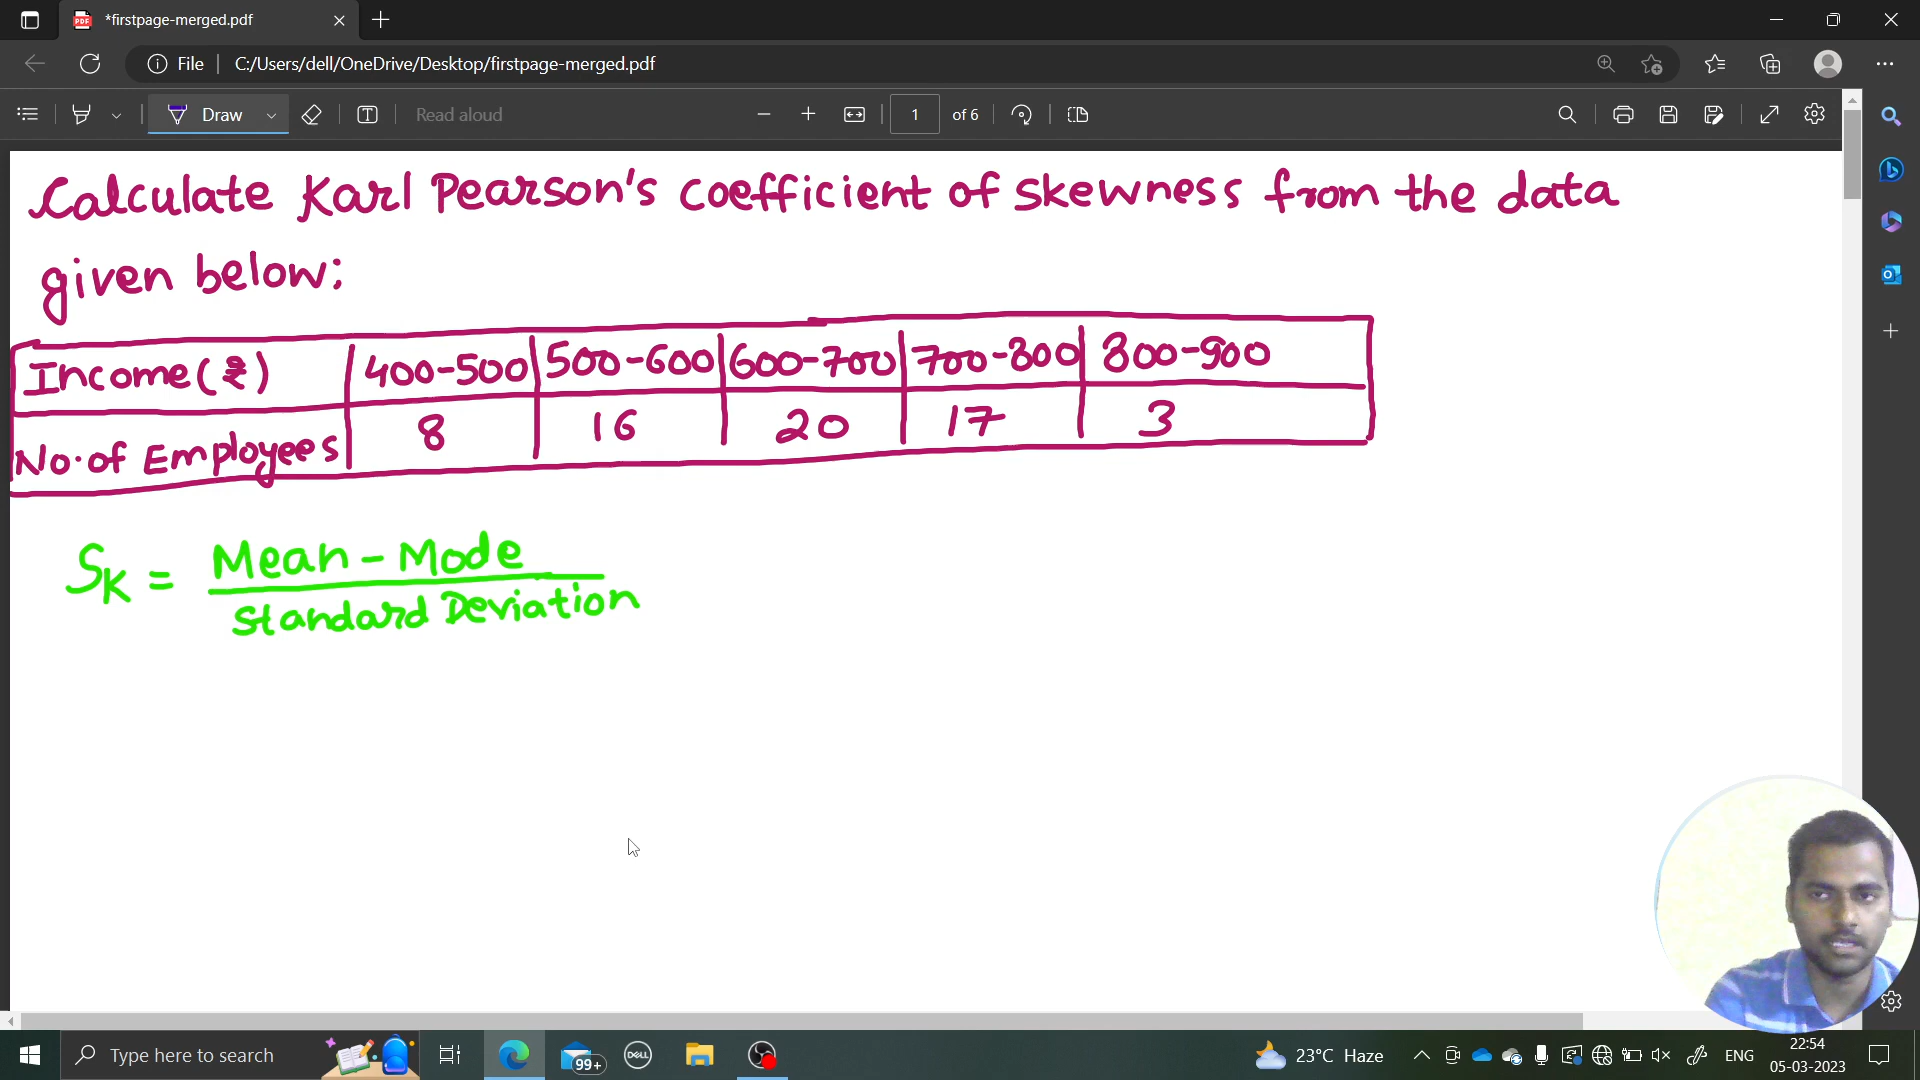 *firstpage-merged.pdf
File C:/Users/dell/OneDrive/Desktop/firstpage-merged.pdf
Draw Read aloud 1 of 6
Calculate Karl Pearson's coefficient of skewness from the data
given below;
Income(₹) 400-500 500-600 600-700 700-800 800-900
No. of Employees 8 16 20 17 3
SK = Mean - Mode
Standard Deviation
Type here to search 99+ DELL 23°C Haze ENG 22:54
05-03-2023